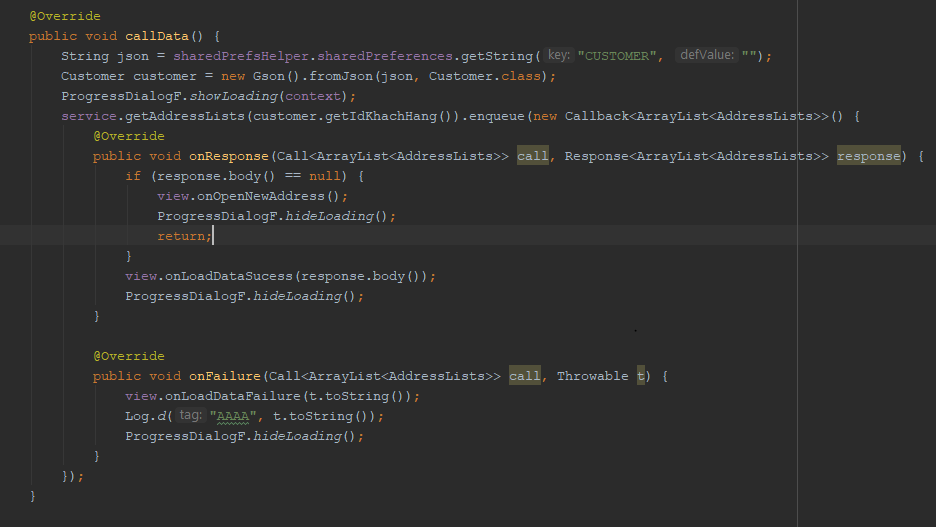 @Override
public void callData() {
String json = sharedPrefsHelper.sharedPreferences.getString( key: "CUSTOMER", defValue: "");
Customer customer = new Gson().fromJson(json, Customer.class);
ProgressDialogF.showLoading(context);
service.getAddressLists(customer.getIdKhachHang()).enqueue(new Callback<ArrayList<AddressLists>>() {
@Override
public void onResponse(Call<ArrayList<AddressLists>> call, Response<ArrayList<AddressLists>> response) {
if (response.body() == null) {
view.onOpenNewAddress();
ProgressDialogF.hideLoading();
return;
}
view.onLoadDataSucess(response.body());
ProgressDialogF.hideLoading();
}
@Override
public void onFailure(Call<ArrayList<AddressLists>> call, Throwable t) {
view.onLoadDataFailure(t.toString());
Log.d( tag: "AAAA", t.toString());
ProgressDialogF.hideLoading();
}
});
}